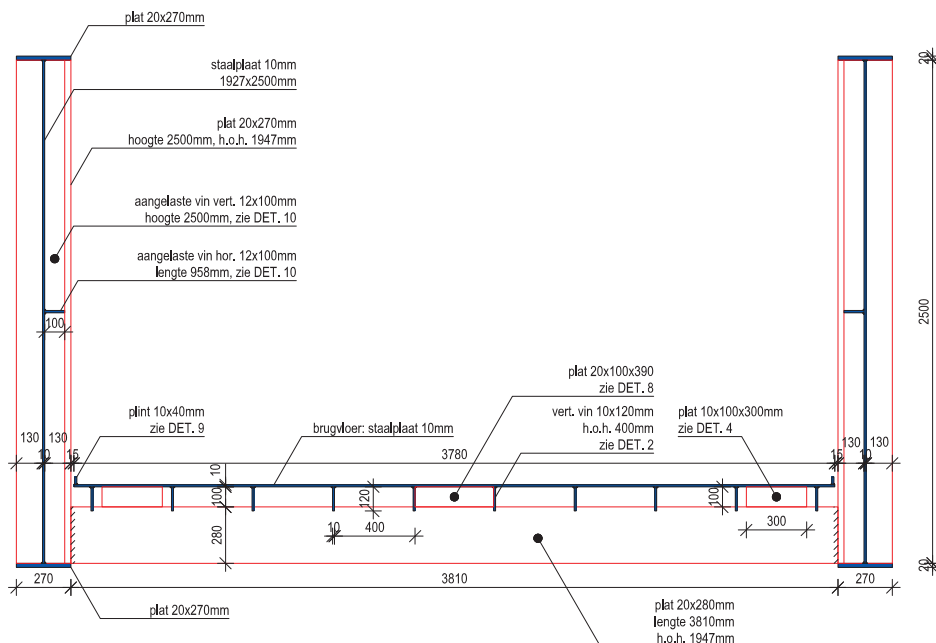 plat 20x270mm
staalplaat 10mm
1927x2500mm
plat 20x270mm
hoogte 2500mm, h.o.h. 1947mm
aangelaste vin vert. 12x100mm
hoogte 2500mm, zie DET. 10
aangelaste vin hor. 12x100mm
lengte 958mm, zie DET. 10
100
20
2500
20
plat 20x100x390
zie DET. 8
plint 10x40mm
zie DET. 9
brugvloer: staalplaat 10mm
vert. vin 10x120mm
h.o.h. 400mm
zie DET. 2
plat 10x100x300mm
zie DET. 4
130 130
10 15
3780
15 130 130
10
10
100
280
120
10 400
100
300
270
3810
270
plat 20x270mm
plat 20x280mm
lengte 3810mm
h.o.h. 1947mm